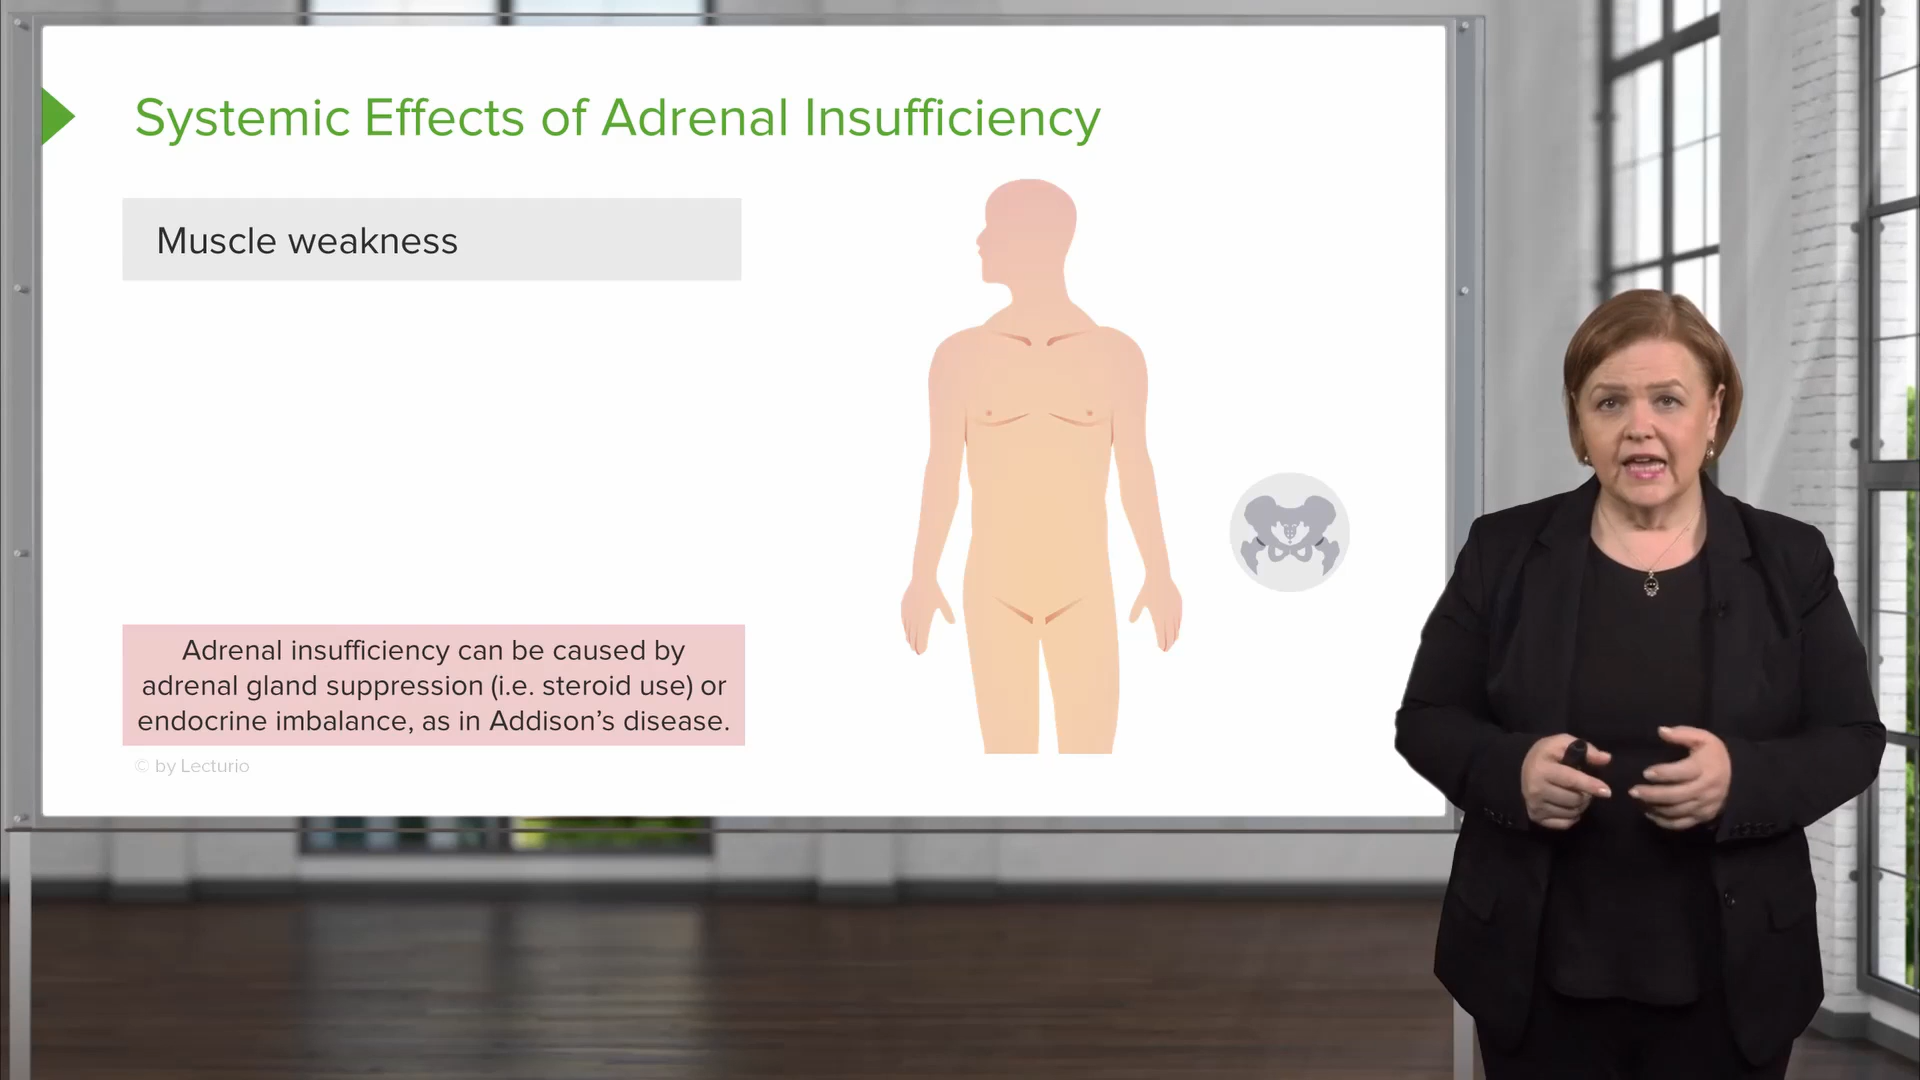 Systemic Effects of Adrenal Insufficiency
Muscle weakness
Adrenal insufficiency can be caused by
adrenal gland suppression (i.e. steroid use) or
endocrine imbalance, as in Addison's disease.
© by Lecturio